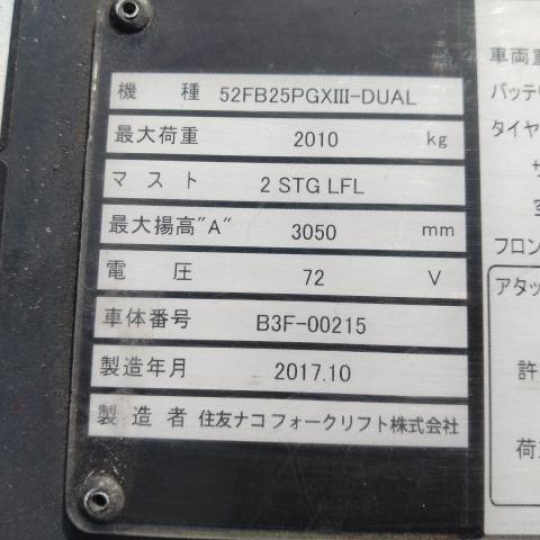 機 種 52FB25PGXIII-DUAL
最大荷重 2010 kg
マスト 2 STG LFL
最大揚高"A" 3050 mm
電 圧 72 V
車体番号 B3F-00215
製造年月 2017.10
製造者 住友ナコフォークリフト株式会社
車両重
バッテ
タイヤ
フロン
アタッ
許
荷